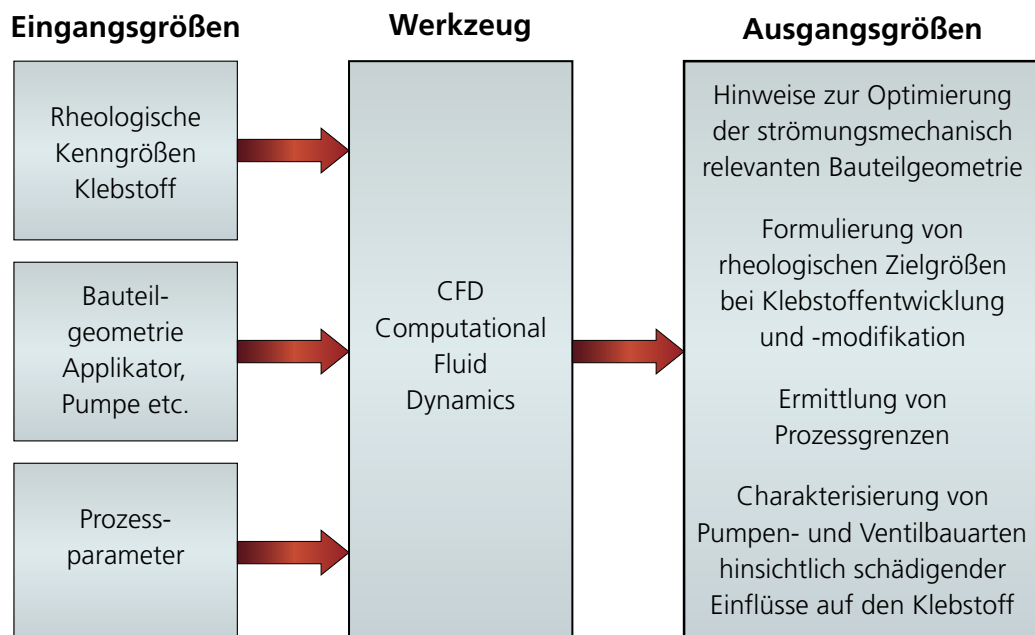 Eingangsgrößen
Rheologische
Kenngrößen
Klebstoff
Bauteil-
geometrie
Applikator,
Pumpe etc.
Prozess-
parameter
Werkzeug
CFD
Computational
Fluid
Dynamics
Ausgangsgrößen
Hinweise zur Optimierung
der strömungsmechanisch
relevanten Bauteilgeometrie
Formulierung von
rheologischen Zielgrößen
bei Klebstoffentwicklung
und -modifikation
Ermittlung von
Prozessgrenzen
Charakterisierung von
Pumpen- und Ventilbauarten
hinsichtlich schädigender
Einflüsse auf den Klebstoff